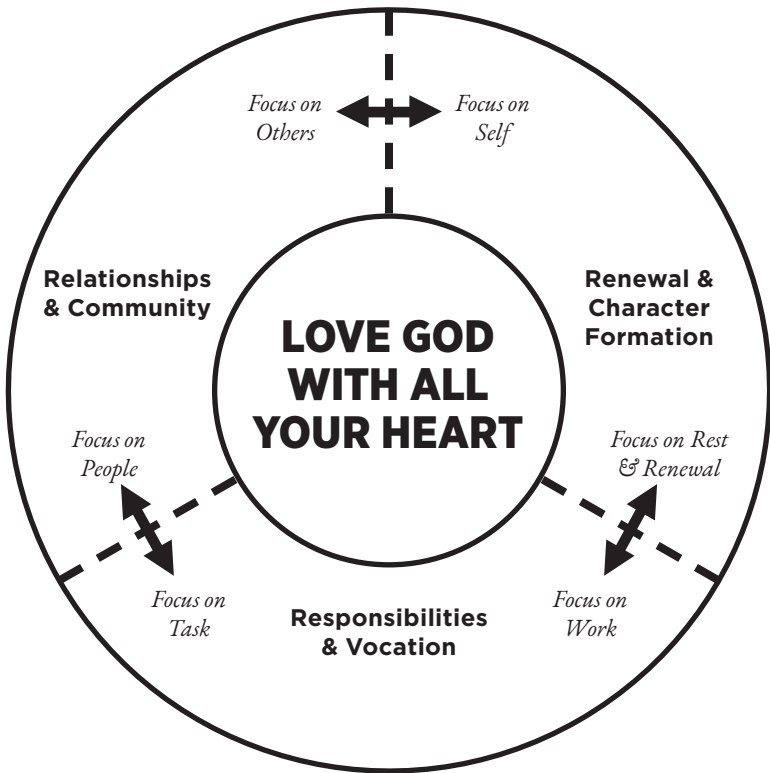 Focus on
Others
Focus on
Self
Relationships
& Community
Renewal &
Character
Formation
LOVE GOD
WITH ALL
YOUR HEART
Focus on
People
Focus on Rest
& Renewal
Focus on
Task
Responsibilities
& Vocation
Focus on
Work